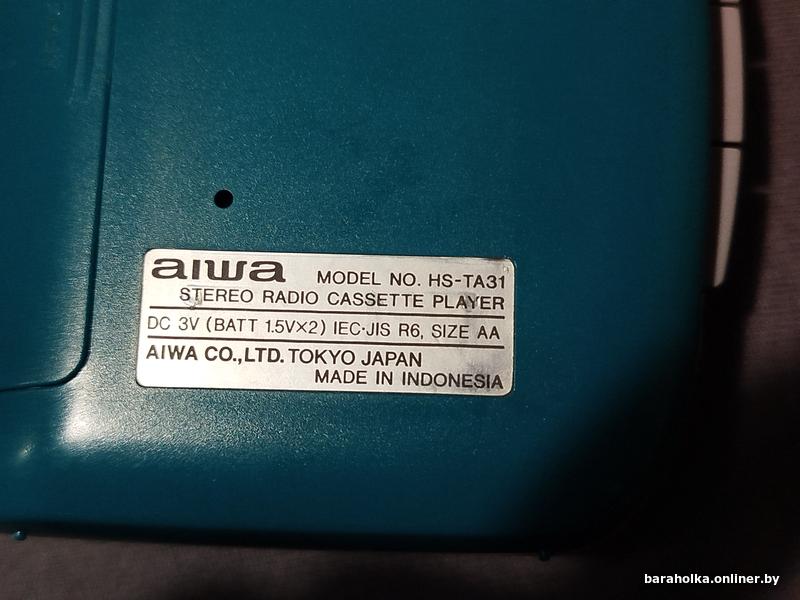 aiwa MODEL NO. HS-TA31
STEREO RADIO CASSETTE PLAYER
DC 3V (BATT 1.5V×2) IEC·JIS R6, SIZE AA
AIWA CO.,LTD. TOKYO JAPAN
MADE IN INDONESIA
baraholka.onliner.by